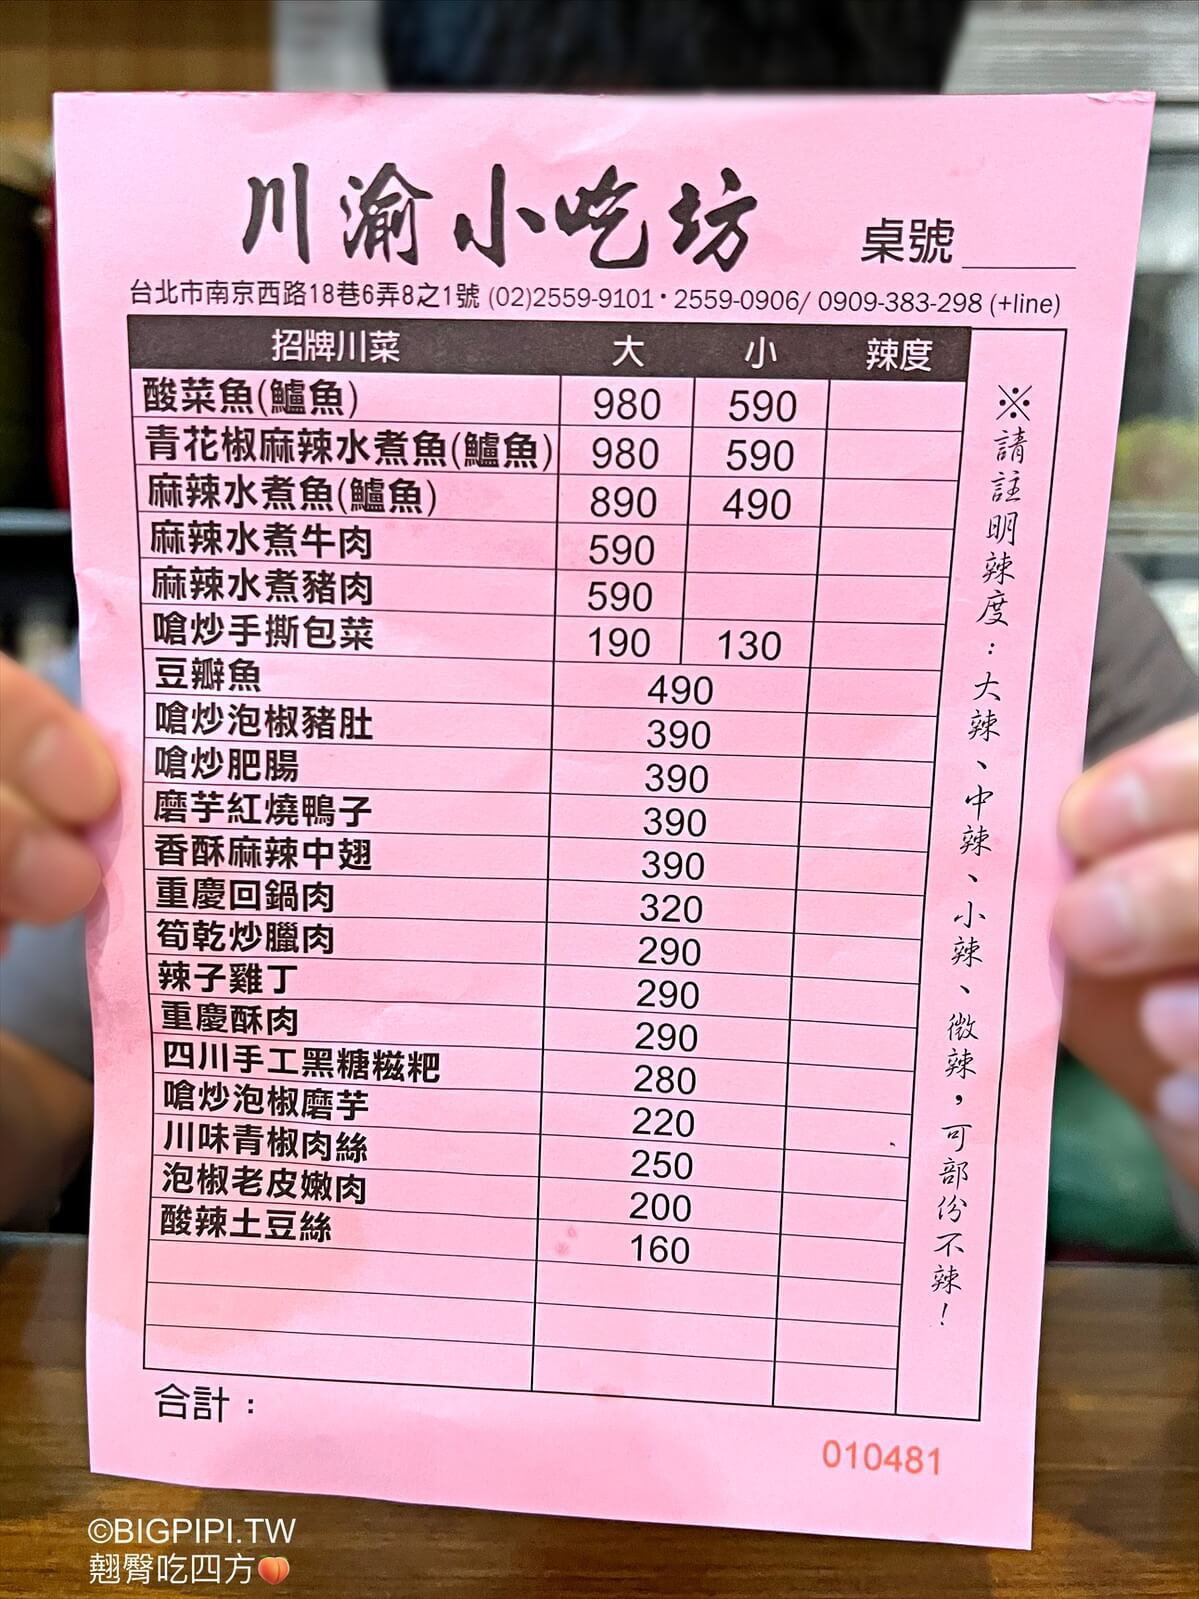 川渝小吃坊 桌號
台北市南京西路18巷6弄8之1號 (02)2559-9101·2559-0906/ 0909-383-298 (+line)
招牌川菜 大 小 辣度
酸菜魚(鱸魚) 980 590
青花椒麻辣水煮魚(鱸魚) 980 590
麻辣水煮魚(鱸魚) 890 490
麻辣水煮牛肉 590
麻辣水煮豬肉 590
嗆炒手撕包菜 190 130
豆瓣魚 490
嗆炒泡椒豬肚 390
嗆炒肥腸 390
磨芋紅燒鴨子 390
香酥麻辣中翅 390
重慶回鍋肉 320
筍乾炒臘肉 290
辣子雞丁 290
重慶酥肉 290
四川手工黑糖糍粑 280
嗆炒泡椒磨芋 220
川味青椒肉絲 250
泡椒老皮嫩肉 200
酸辣土豆絲 160
※請註明辣度:大辣、中辣、小辣、微辣,可部份不辣!
合計:
010481
©BIGPIPI.TW
翹臀吃四方🍑